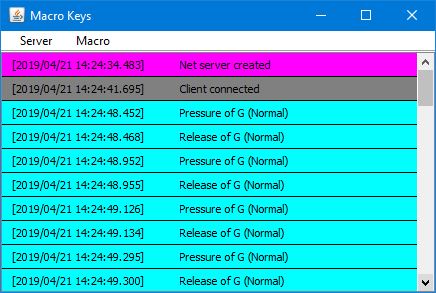 Macro Keys
Server Macro
[2019/04/21 14:24:34.483] Net server created
[2019/04/21 14:24:41.695] Client connected
[2019/04/21 14:24:48.452] Pressure of G (Normal)
[2019/04/21 14:24:48.468] Release of G (Normal)
[2019/04/21 14:24:48.952] Pressure of G (Normal)
[2019/04/21 14:24:48.955] Release of G (Normal)
[2019/04/21 14:24:49.126] Pressure of G (Normal)
[2019/04/21 14:24:49.134] Release of G (Normal)
[2019/04/21 14:24:49.295] Pressure of G (Normal)
[2019/04/21 14:24:49.300] Release of G (Normal)